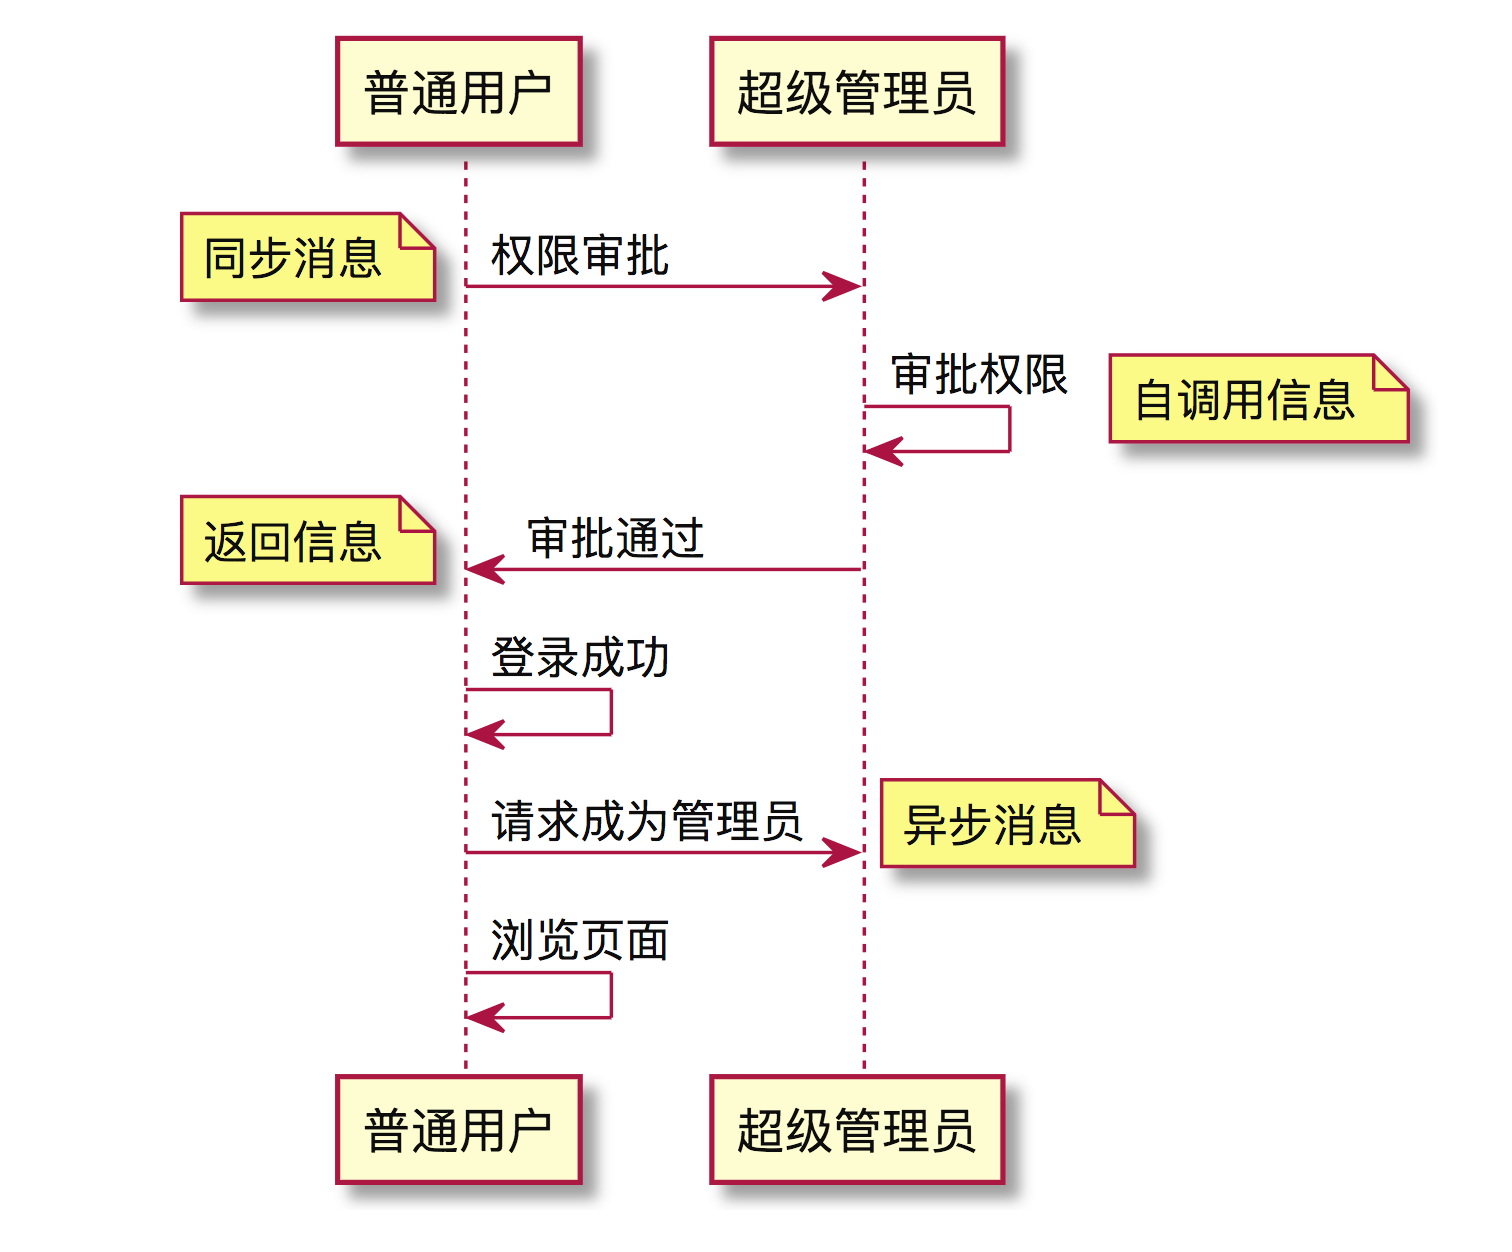 普通用户
超级管理员
同步消息
权限审批
审批权限
自调用信息
返回信息
审批通过
登录成功
请求成为管理员
异步消息
浏览页面
普通用户
超级管理员